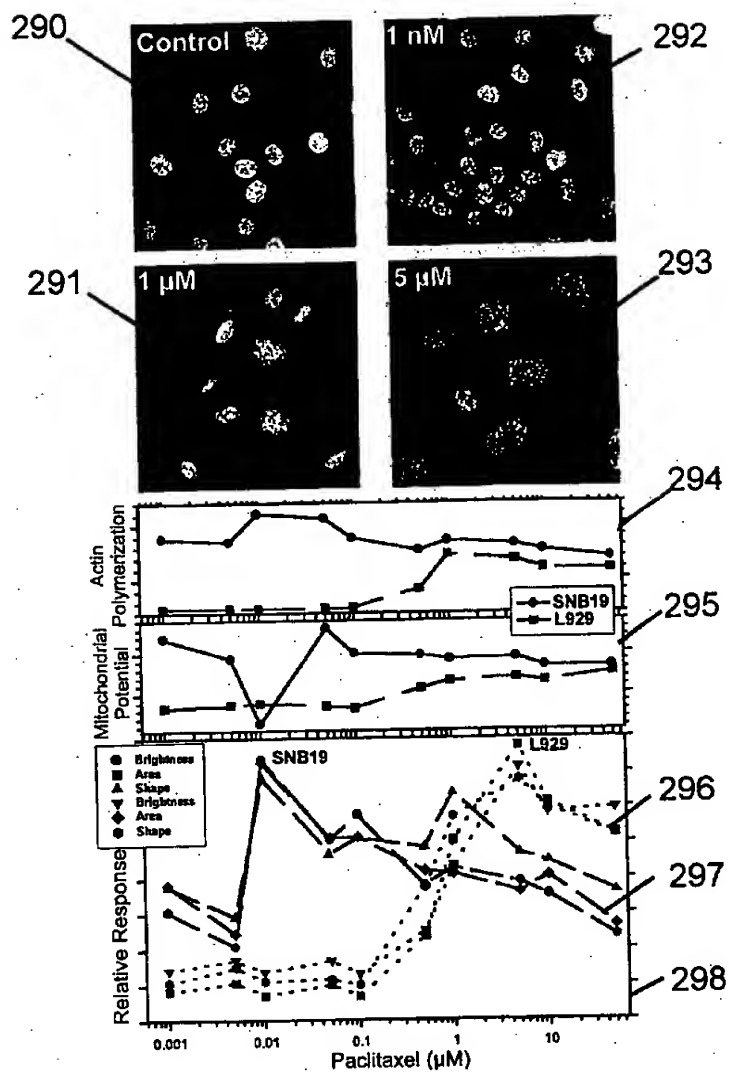 290
Control
1 nM
292
291
1 µM
5 µM
293
294
Actin
Polymerization
SNB19
L929
295
Mitochondrial
Potential
Brightness
Area
Shape
Brightness
Area
Shape
SNB19
L929
296
Relative Response
297
298
0.001
0.01
0.1
1
10
Paclitaxel (µM)